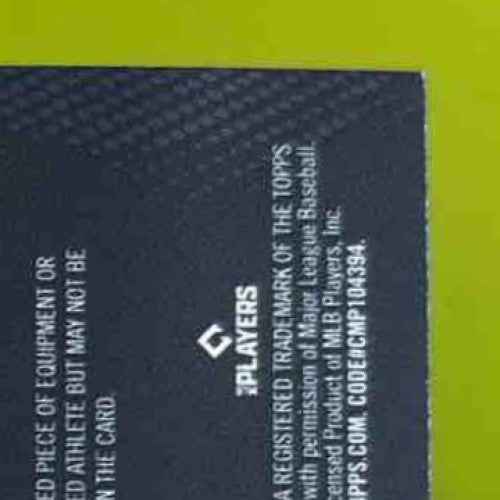 ED PIECE OF EQUIPMENT OR
ED ATHLETE BUT MAY NOT BE
N THE CARD.
PLAYERS
A REGISTERED TRADEMARK OF THE TOPPS
with permission of Major League Baseball.
censed Product of MLB Players, Inc.
PPS.COM. CODE#CMP104394.